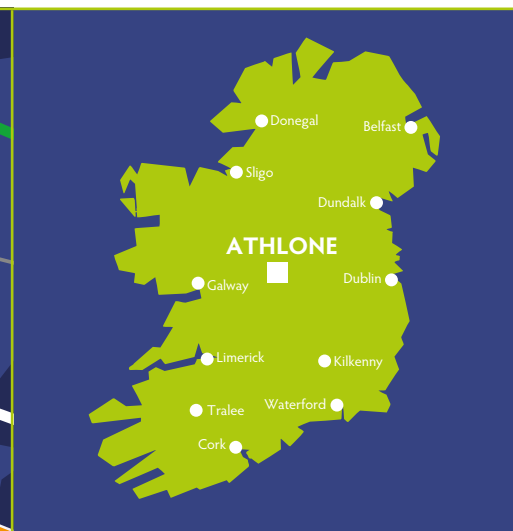 Donegal
Belfast
Sligo
Dundalk
ATHLONE
Dublin
Galway
Limerick
Kilkenny
Waterford
Tralee
Cork